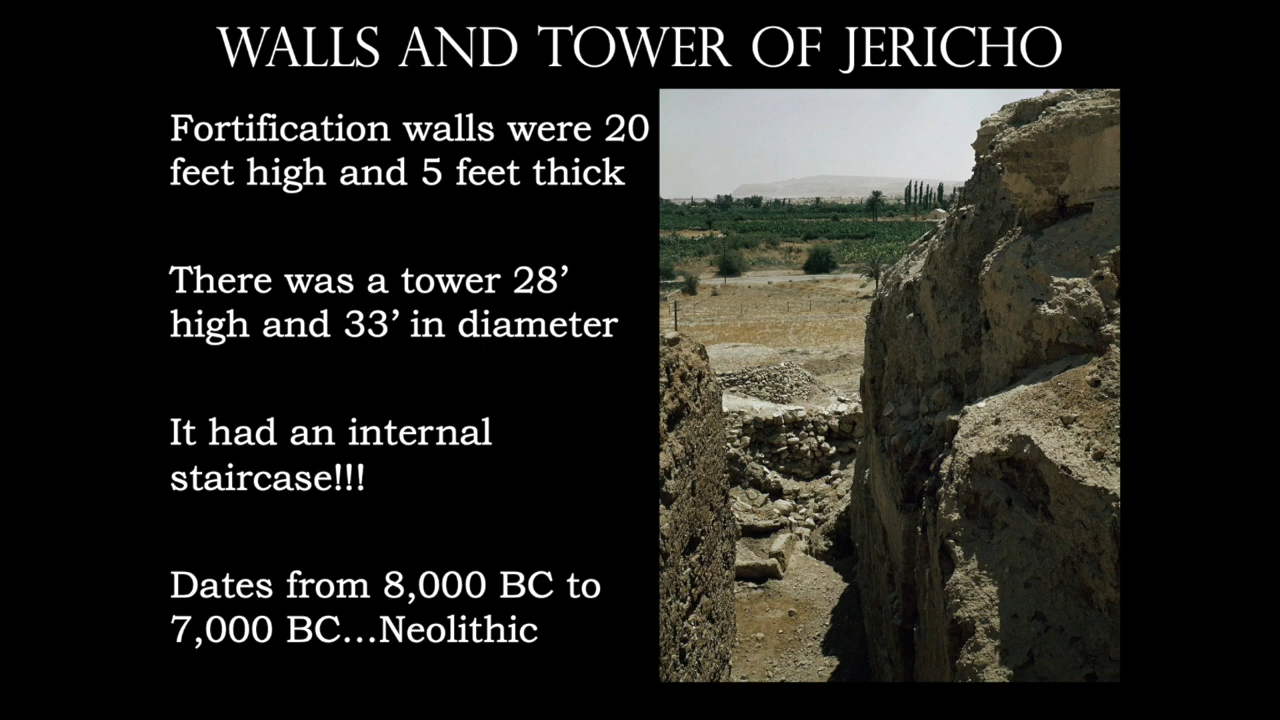 WALLS AND TOWER OF JERICHO
Fortification walls were 20
feet high and 5 feet thick
There was a tower 28’
high and 33’ in diameter
It had an internal
staircase!!!
Dates from 8,000 BC to
7,000 BC…Neolithic